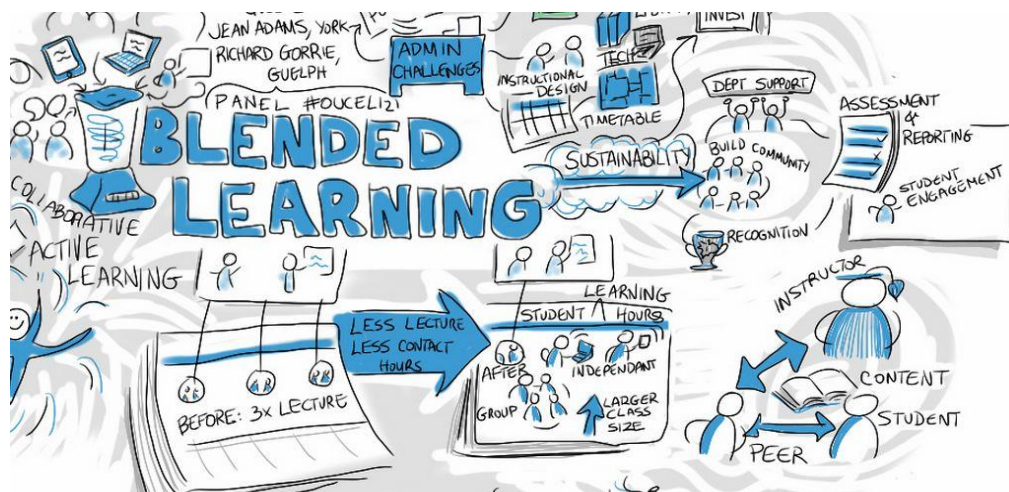 JEAN ADAMS, YORK
RICHARD GORRIE,
GUELPH
PANEL #OUCEL12
BLENDED
LEARNING
ADMIN
CHALLENGES
INSTRUCTIONAL
DESIGN
TECH
TIMETABLE
INVEST
SUSTAINABILITY
DEPT SUPPORT
BUILD COMMUNITY
RECOGNITION
ASSESSMENT
&
REPORTING
STUDENT
ENGAGEMENT
COLLABORATIVE
ACTIVE
LEARNING
BEFORE: 3x LECTURE
LESS LECTURE
LESS CONTACT
HOURS
LEARNING
STUDENT ^ HOURS
AFTER
INDEPENDANT
GROUP
LARGER
CLASS
SIZE
INSTRUCTOR
CONTENT
STUDENT
PEER